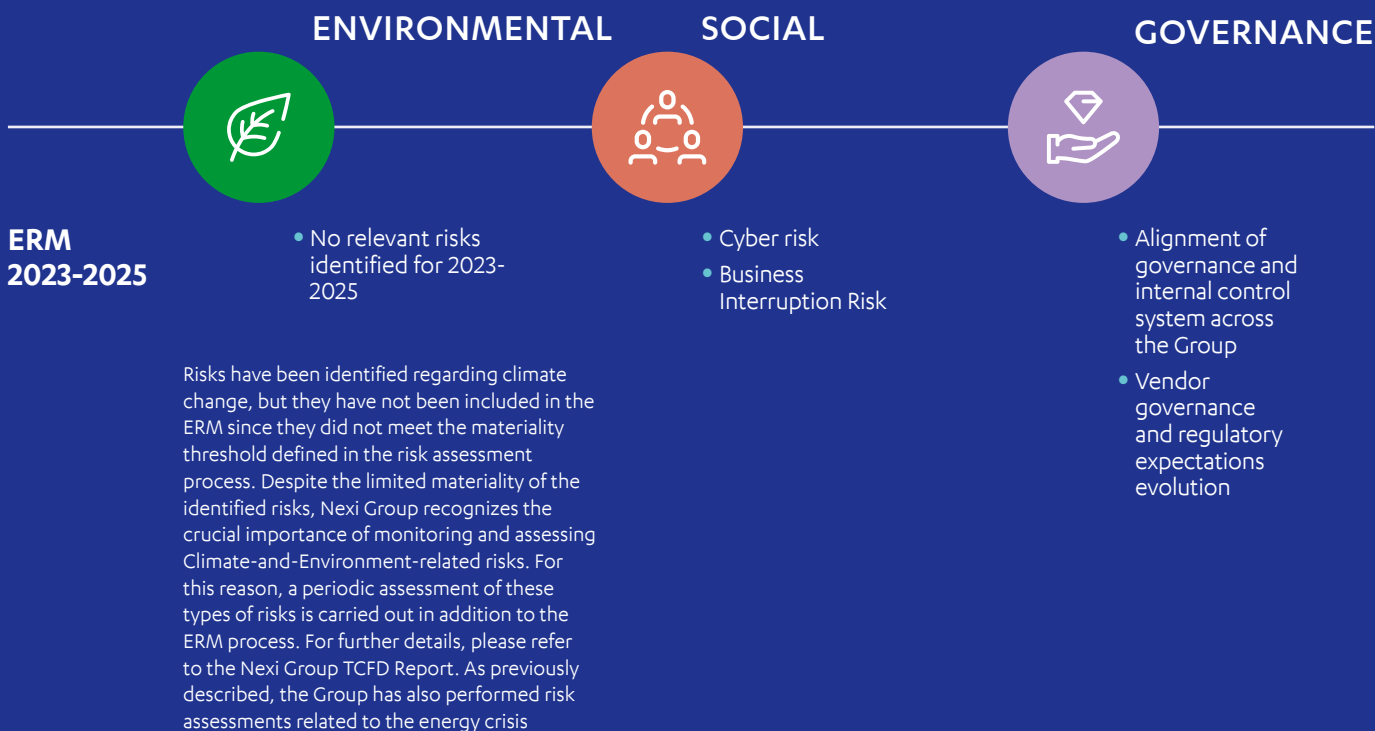 ENVIRONMENTAL
SOCIAL
GOVERNANCE
ERM
2023-2025
• No relevant risks
identified for 2023-
2025
• Cyber risk
• Business
Interruption Risk
• Alignment of
governance and
internal control
system across
the Group
• Vendor
governance
and regulatory
expectations
evolution
Risks have been identified regarding climate
change, but they have not been included in the
ERM since they did not meet the materiality
threshold defined in the risk assessment
process. Despite the limited materiality of the
identified risks, Nexi Group recognizes the
crucial importance of monitoring and assessing
Climate-and-Environment-related risks. For
this reason, a periodic assessment of these
types of risks is carried out in addition to the
ERM process. For further details, please refer
to the Nexi Group TCFD Report. As previously
described, the Group has also performed risk
assessments related to the energy crisis